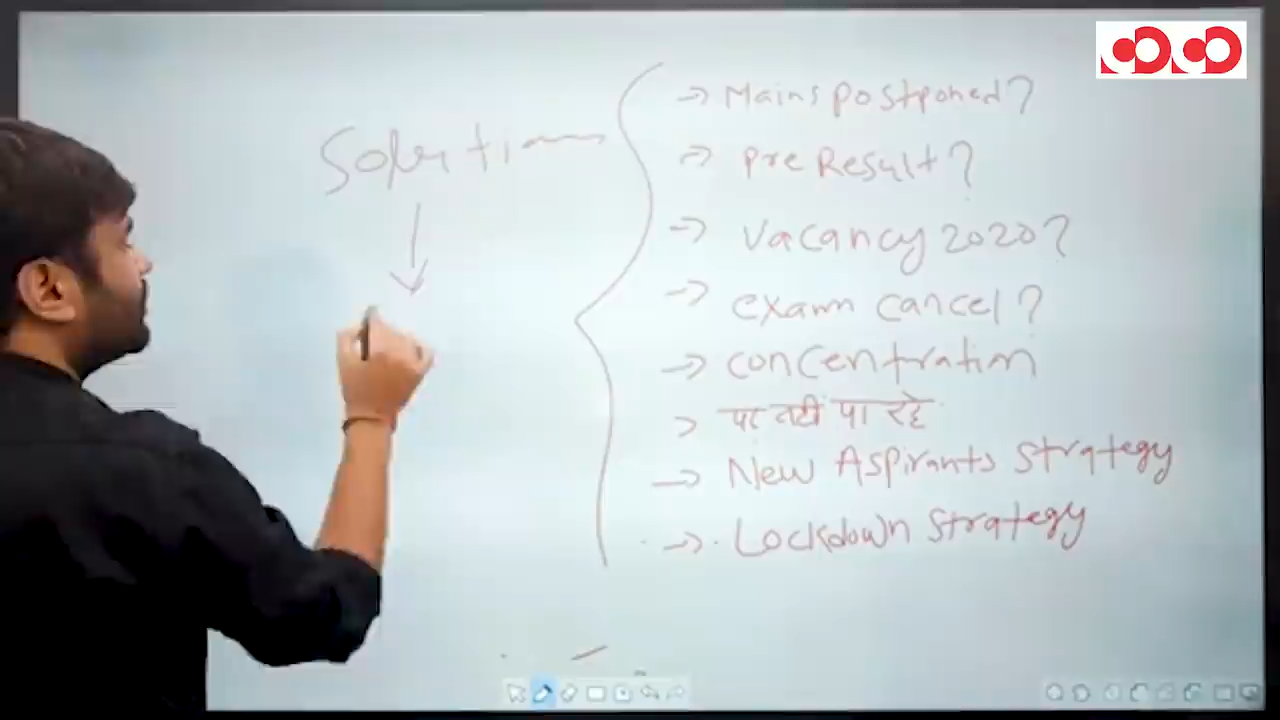 Solution
→ Mains postponed?
→ pre Result?
→ vacancy 2020?
→ exam cancel?
→ concentration
> पढ नही पा रहे
→ New Aspirants Strategy
→ Lockdown Strategy